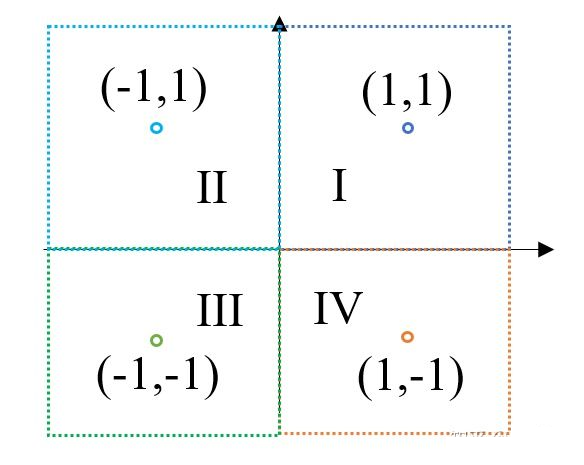 (-1,1)
(1,1)
II
I
III
IV
(-1,-1)
(1,-1)